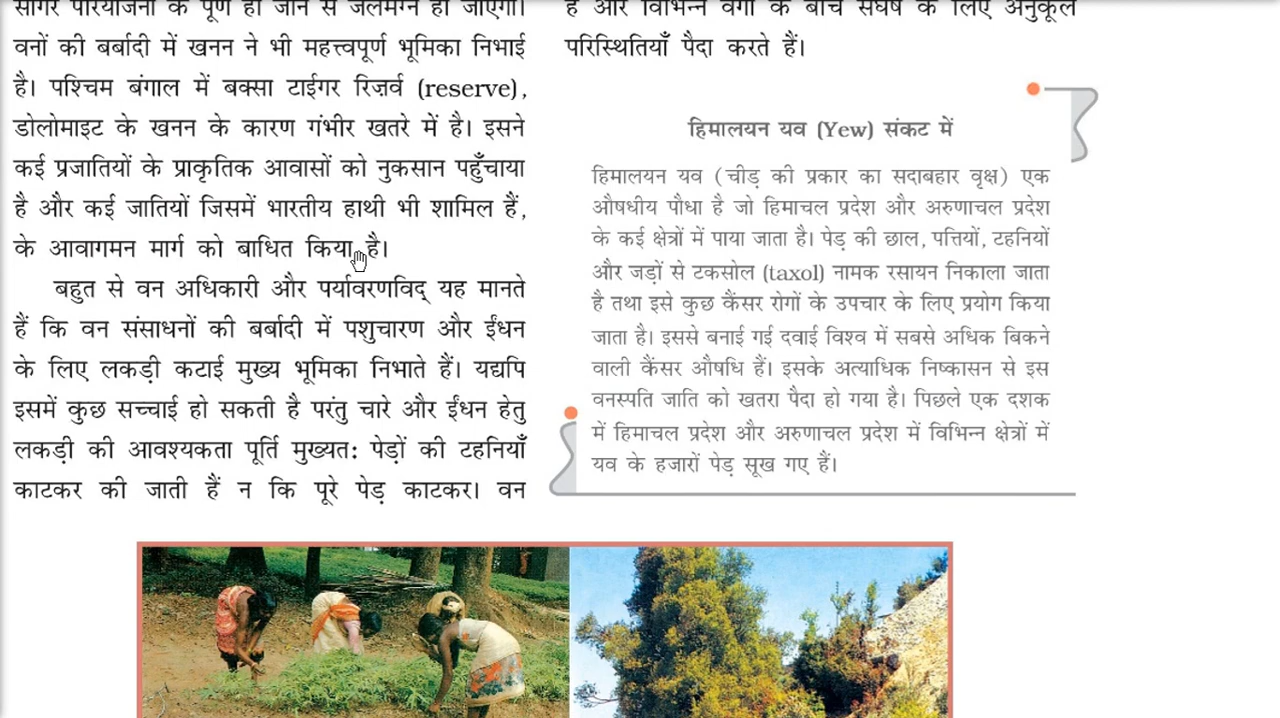 सागर परियोजना के पूर्ण हो जाने से जलमग्न हो जाएगी।
वनों की बर्बादी में खनन ने भी महत्त्वपूर्ण भूमिका निभाई
है। पश्चिम बंगाल में बक्सा टाईगर रिज़र्व (reserve),
डोलोमाइट के खनन के कारण गंभीर खतरे में है। इसने
कई प्रजातियों के प्राकृतिक आवासों को नुकसान पहुँचाया
है और कई जातियों जिसमें भारतीय हाथी भी शामिल हैं,
के आवागमन मार्ग को बाधित किया है।
बहुत से वन अधिकारी और पर्यावरणविद् यह मानते
हैं कि वन संसाधनों की बर्बादी में पशुचारण और ईंधन
के लिए लकड़ी कटाई मुख्य भूमिका निभाते हैं। यद्यपि
इसमें कुछ सच्चाई हो सकती है परंतु चारे और ईंधन हेतु
लकड़ी की आवश्यकता पूर्ति मुख्यत: पेड़ों की टहनियाँ
काटकर की जाती हैं न कि पूरे पेड़ काटकर। वन
है और विभिन्न वर्गों के बीच संघर्ष के लिए अनुकूल
परिस्थितियाँ पैदा करते हैं।
हिमालयन यव (Yew) संकट में
हिमालयन यव (चीड़ की प्रकार का सदाबहार वृक्ष) एक
औषधीय पौधा है जो हिमाचल प्रदेश और अरुणाचल प्रदेश
के कई क्षेत्रों में पाया जाता है। पेड़ की छाल, पत्तियों, टहनियों
और जड़ों से टकसोल (taxol) नामक रसायन निकाला जाता
है तथा इसे कुछ कैंसर रोगों के उपचार के लिए प्रयोग किया
जाता है। इससे बनाई गई दवाई विश्व में सबसे अधिक बिकने
वाली कैंसर औषधि हैं। इसके अत्याधिक निष्कासन से इस
वनस्पति जाति को खतरा पैदा हो गया है। पिछले एक दशक
में हिमाचल प्रदेश और अरुणाचल प्रदेश में विभिन्न क्षेत्रों में
यव के हजारों पेड़ सूख गए हैं।